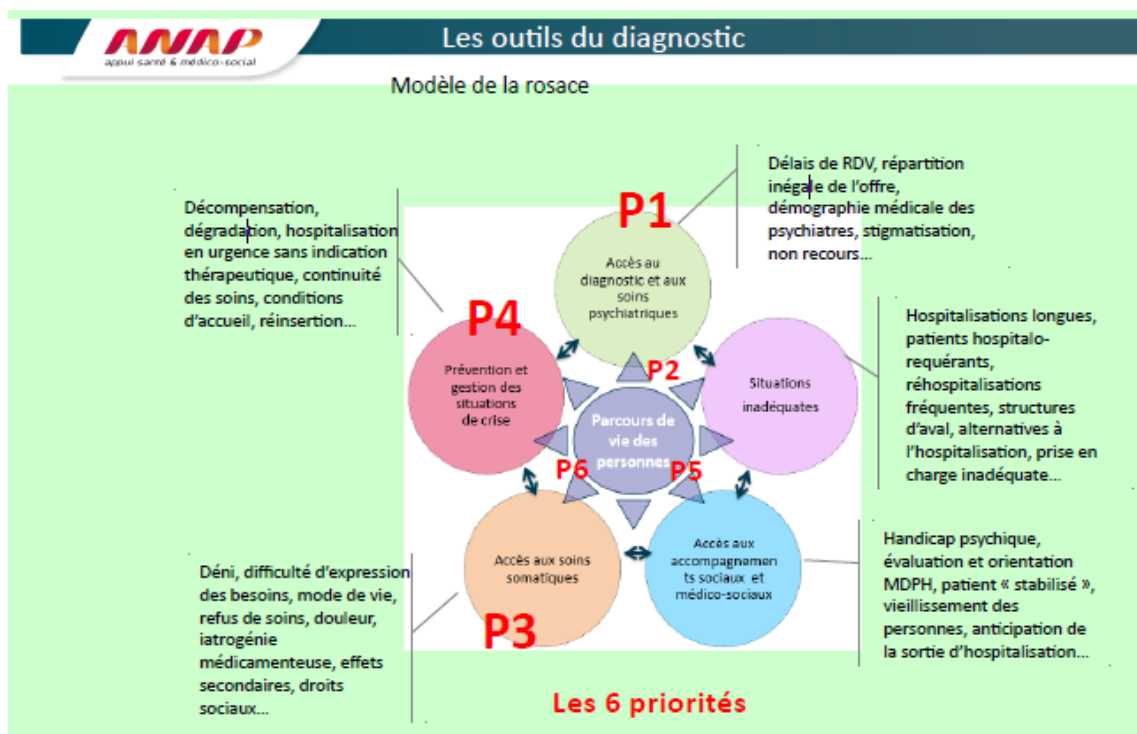 ANAP
appui santé & médico-social
Les outils du diagnostic
Modèle de la rosace
Délais de RDV, répartition
inégale de l'offre,
démographie médicale des
psychiatres, stigmatisation,
non recours...
Décompensation,
dégradation, hospitalisation
en urgence sans indication
thérapeutique, continuité
des soins, conditions
d'accueil, réinsertion...
P1
Accès au
diagnostic et aux
soins
psychiatriques
P4
Prévention et
gestion des
situations
de crise
P2
Situations
inadéquates
Hospitalisations longues,
patients hospitalo-
requérants,
réhospitalisations
fréquentes, structures
d'aval, alternatives à
l'hospitalisation, prise en
charge inadéquate...
Parcours de
vie des
personnes
P6
P5
Accès aux soins
somatiques
P3
Accès aux
accompagnemen
ts sociaux et
médico-sociaux
Handicap psychique,
évaluation et orientation
MDPH, patient « stabilisé »,
vieillissement des
personnes, anticipation de
la sortie d'hospitalisation...
Déni, difficulté d'expression
des besoins, mode de vie,
refus de soins, douleur,
iatrogénie
médicamenteuse, effets
secondaires, droits
sociaux...
Les 6 priorités